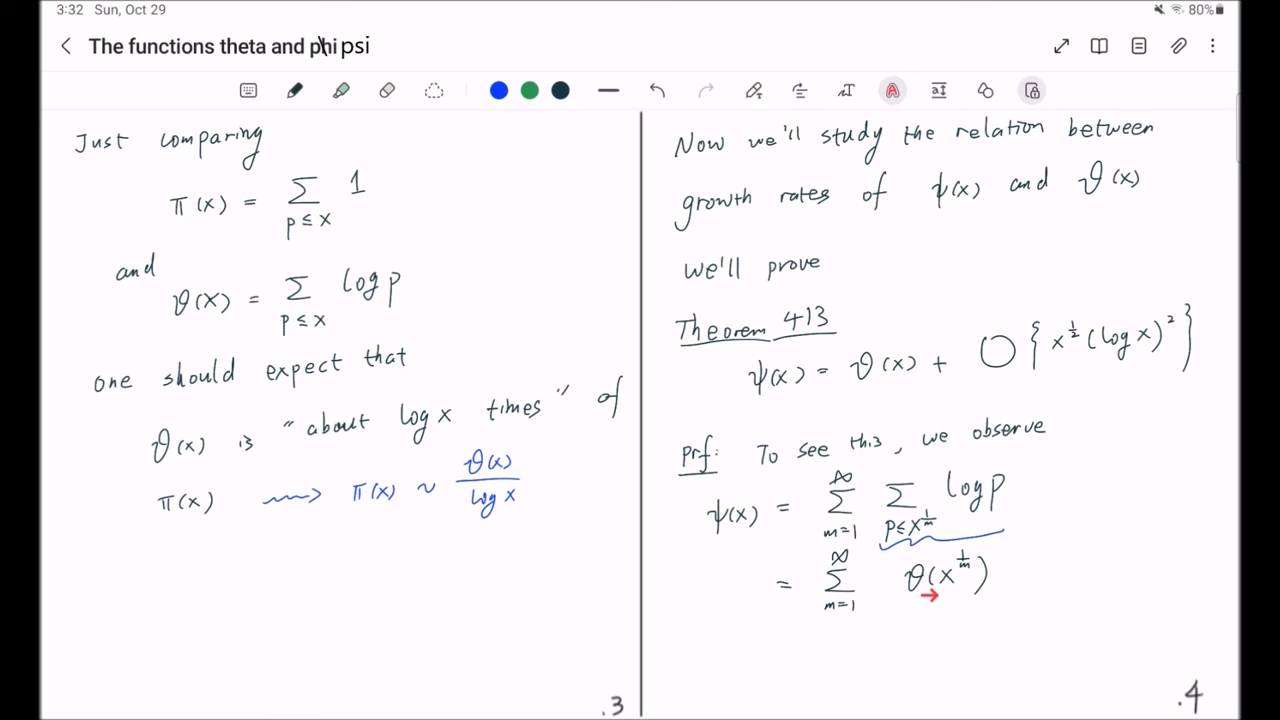 3:32 Sun, Oct 29
80%
The functions theta and phi psi
Just comparing
π(x) = Σ 1
p≤x
and
ϑ(x) = Σ log p
p≤x
one should expect that
ϑ(x) is "about log x times" of
π(x) ⟿ π(x) ~ ϑ(x)/log x
.3
Now we'll study the relation between
growth rates of ψ(x) and ϑ(x)
we'll prove
Theorem 413
ψ(x) = ϑ(x) + O{x^{1/2}(log x)^2}
Prf: To see this, we observe
ψ(x) = Σ_{m=1}^{∞} Σ_{p≤x^{1/m}} log p
= Σ_{m=1}^{∞} ϑ(x^{1/m})
.4